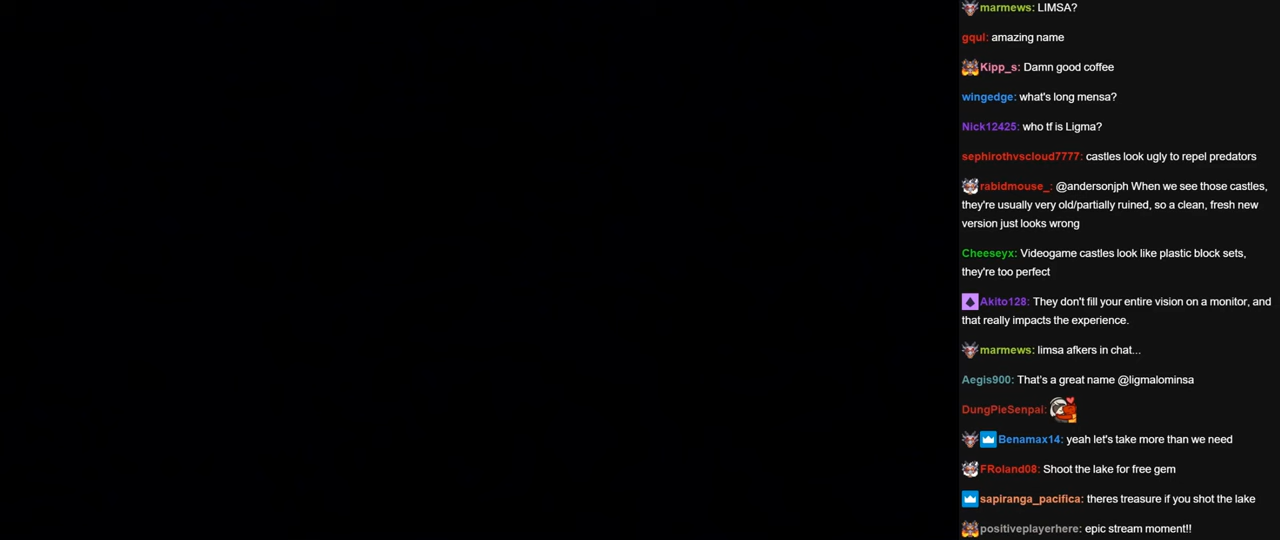 marmews: LIMSA?
gqul: amazing name
Kipp_s: Damn good coffee
wingedge: what's long mensa?
Nick12425: who tf is Ligma?
sephirothvscloud7777: castles look ugly to repel predators
rabidmouse_: @andersonjph When we see those castles,
they're usually very old/partially ruined, so a clean, fresh new
version just looks wrong
Cheeseyx: Videogame castles look like plastic block sets,
they're too perfect
Akito128: They don't fill your entire vision on a monitor, and
that really impacts the experience.
marmews: limsa afkers in chat...
Aegis900: That's a great name @ligmalominsa
DungPieSenpai:
Benamax14: yeah let's take more than we need
FRoland08: Shoot the lake for free gem
sapiranga_pacifica: theres treasure if you shot the lake
positiveplayerhere: epic stream moment!!